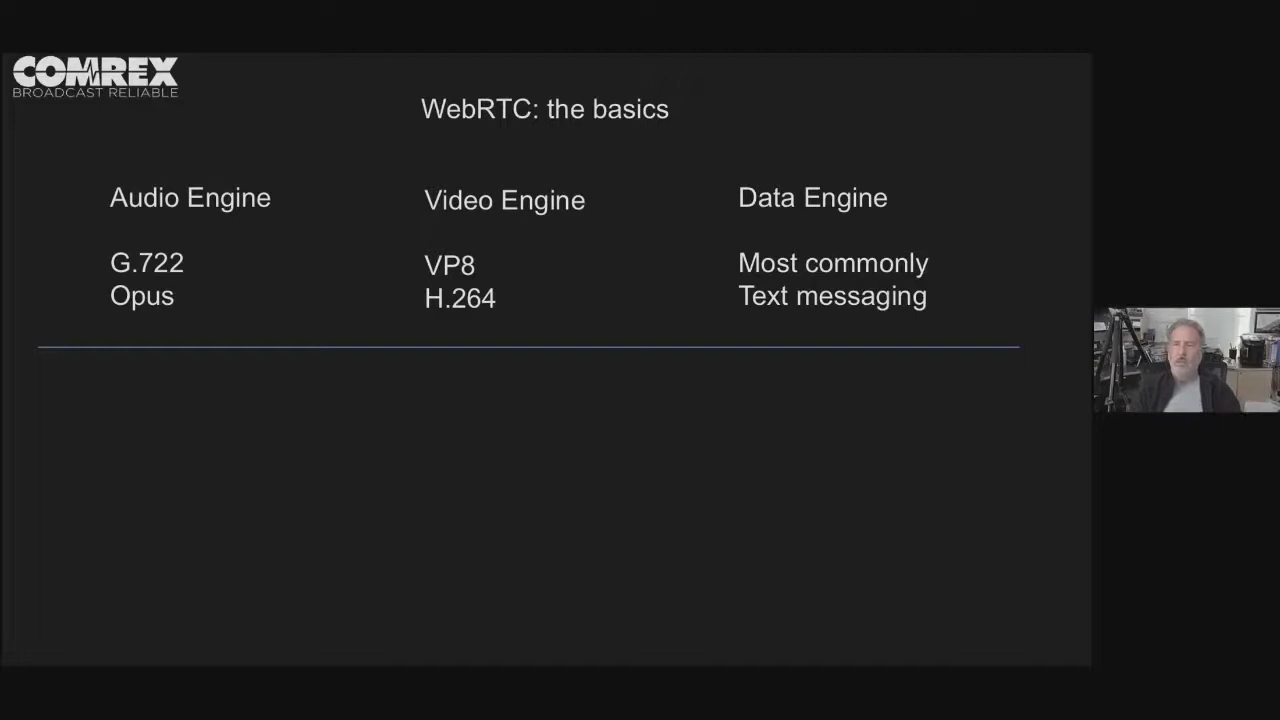 COMREX
BROADCAST RELIABLE
WebRTC: the basics
Audio Engine
G.722
Opus
Video Engine
VP8
H.264
Data Engine
Most commonly
Text messaging